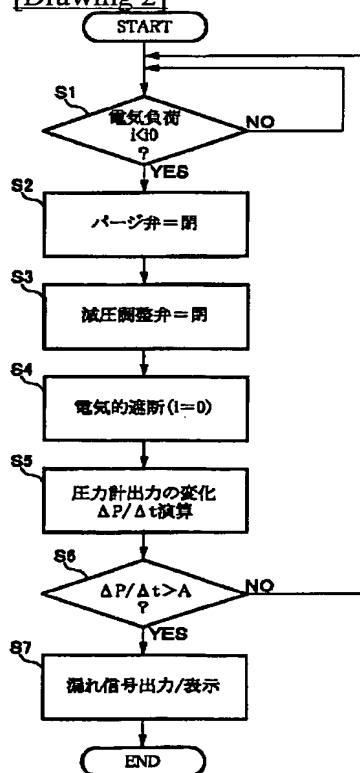 [Drawing 2]
START
S1
電気負荷
i<i0
?
NO
YES
S2
パージ弁=閉
S3
減圧調整弁=閉
S4
電気的遮断(i=0)
S5
圧力計出力の変化
ΔP/Δt演算
S6
ΔP/Δt>A
?
NO
YES
S7
漏れ信号出力/表示
END